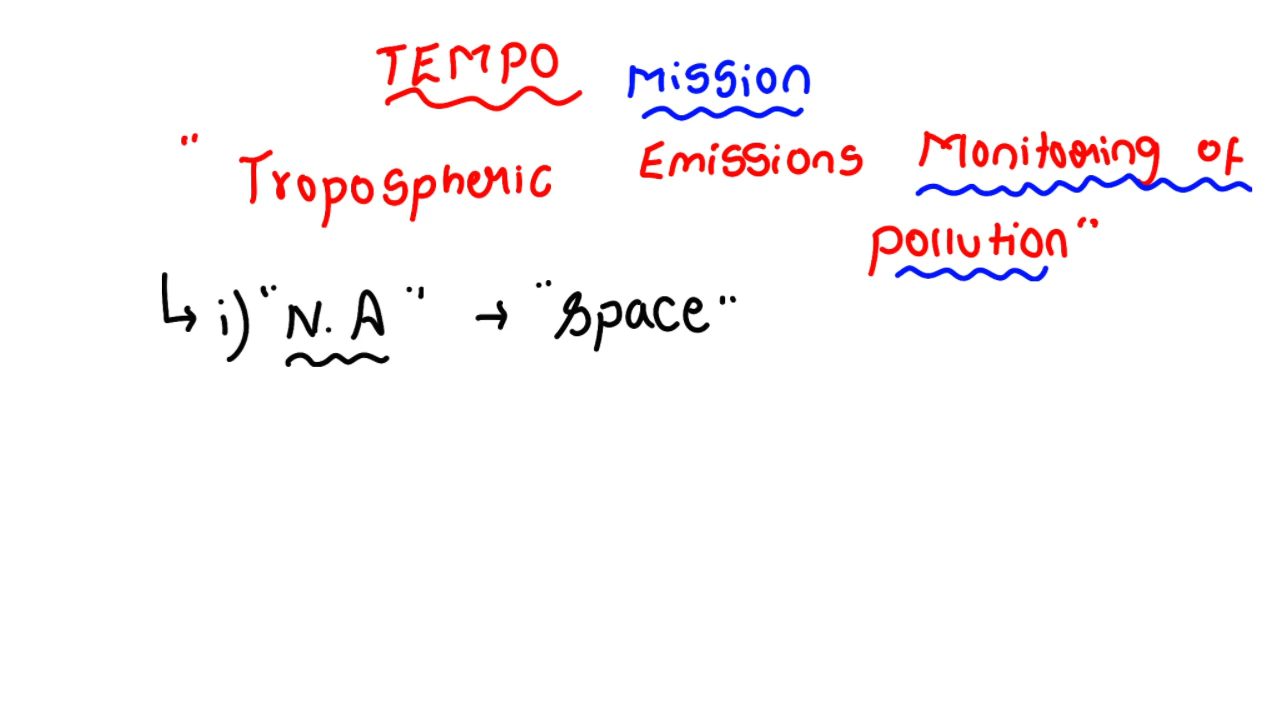 TEMPO Mission
"Tropospheric Emissions Monitoring of
pollution"
↳ i) "N.A" → "space"